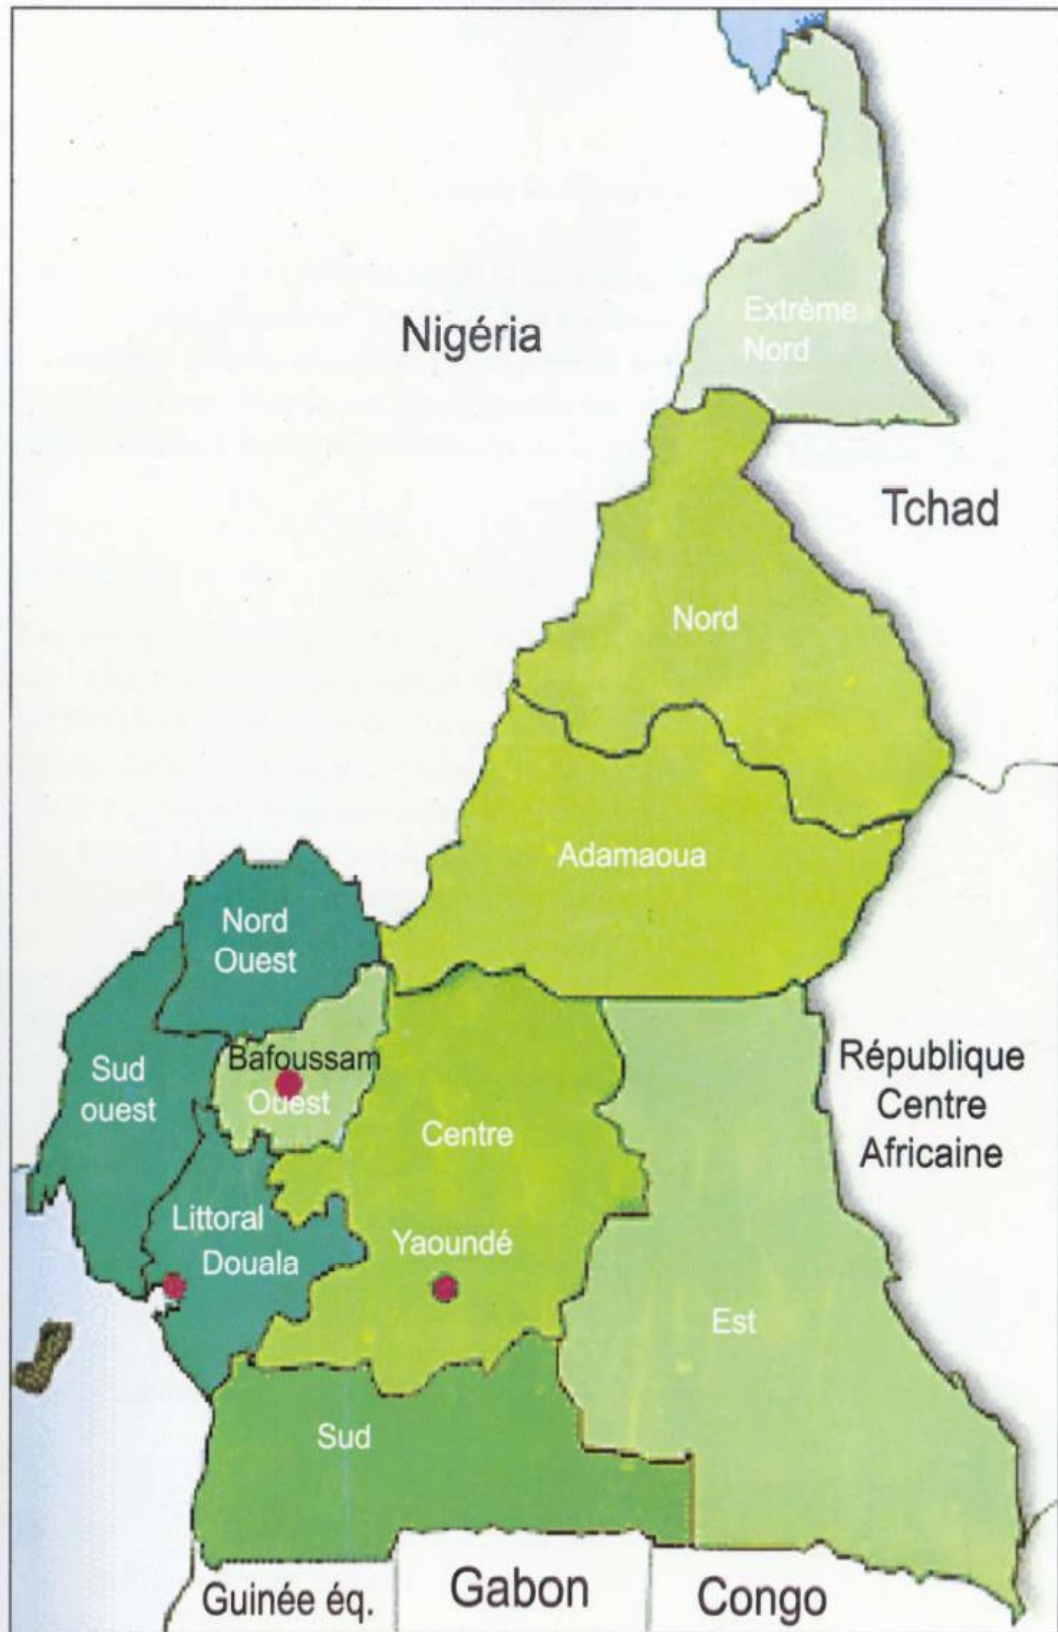 Extrème
Nord
Nigéria
Tchad
Nord
Adamaoua
Nord
Ouest
Bafoussam
Ouest
Sud
ouest
Centre
République
Centre
Africaine
Littoral
Douala
Yaoundé
Est
Sud
Guinée éq.
Gabon
Congo